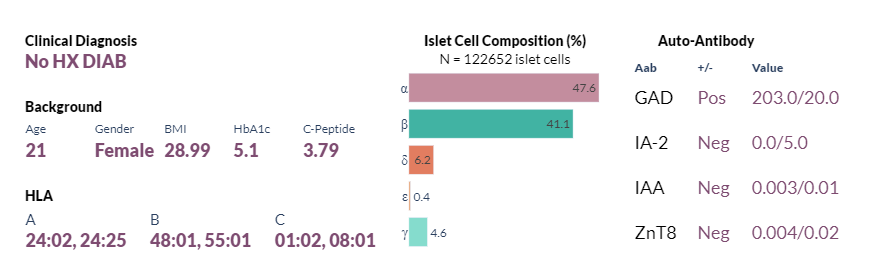 Clinical Diagnosis
No HX DIAB
Background
Age Gender BMI HbA1c C-Peptide
21 Female 28.99 5.1 3.79
HLA
A B C
24:02, 24:25 48:01, 55:01 01:02, 08:01
Islet Cell Composition (%)
N = 122652 islet cells
α 47.6
β 41.1
δ 6.2
ε 0.4
γ 4.6
Auto-Antibody
Aab +/- Value
GAD Pos 203.0/20.0
IA-2 Neg 0.0/5.0
IAA Neg 0.003/0.01
ZnT8 Neg 0.004/0.02